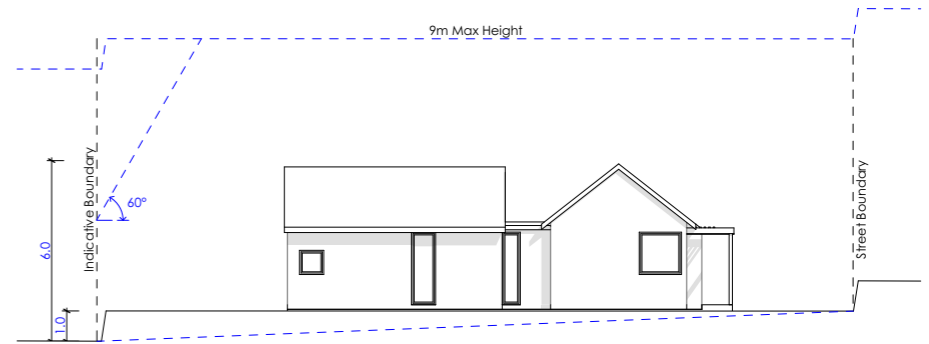 9m Max Height
Indicative Boundary
60°
Street Boundary
6.0
1.0